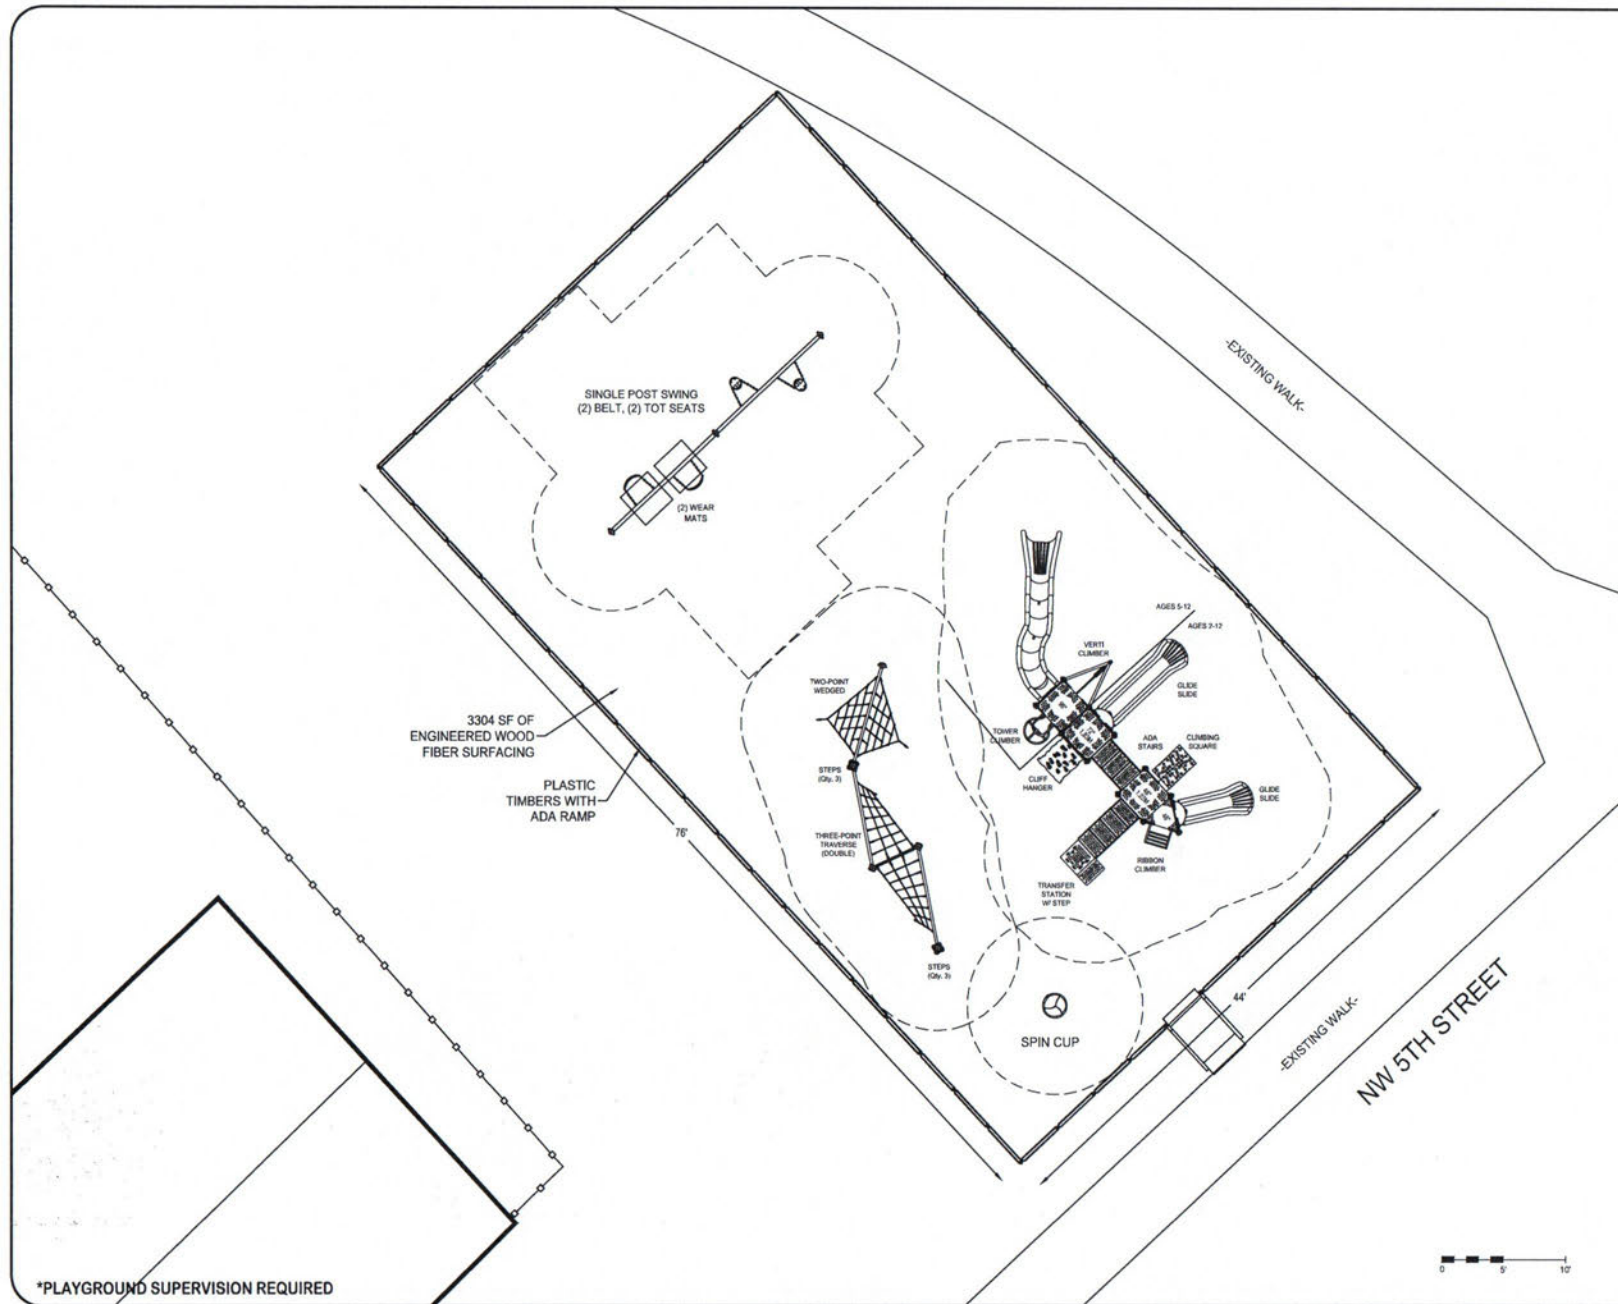 -EXISTING WALK-
SINGLE POST SWING
(2) BELT, (2) TOT SEATS
(2) WEAR
MATS
AGES 5-12
AGES 2-12
VERTI
CLIMBER
GLIDE
SLIDE
TWO-POINT
WEDGED
TOWER
CLIMBER
ADA
STAIRS
CLIMBING
SQUARE
3304 SF OF
ENGINEERED WOOD
FIBER SURFACING
STEPS
(Qty. 3)
CLIFF
HANGER
GLIDE
SLIDE
PLASTIC
TIMBERS WITH
ADA RAMP
76'
THREE-POINT
TRAVERSE
(DOUBLE)
RIBBON
CLIMBER
TRANSFER
STATION
W/ STEP
STEPS
(Qty. 3)
44'
SPIN CUP
-EXISTING WALK-
NW 5TH STREET
0 5' 10'
*PLAYGROUND SUPERVISION REQUIRED